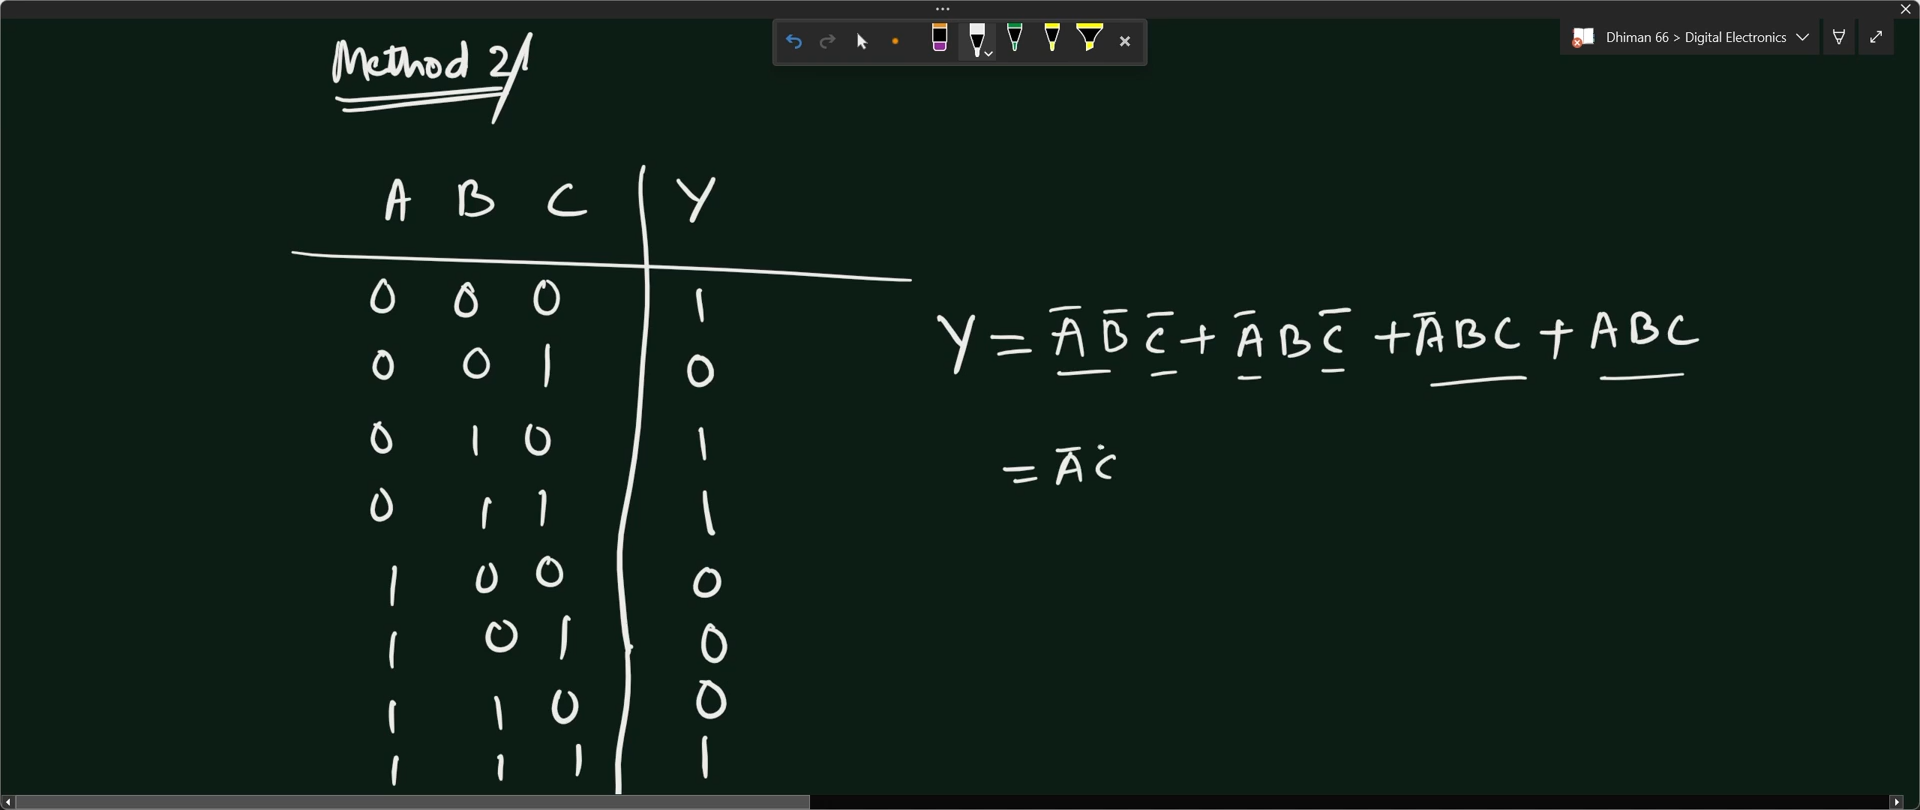 Dhiman 66 > Digital Electronics
Method 2
A B C Y
0 0 0 1
0 0 1 0
0 1 0 1
0 1 1 1
1 0 0 0
1 0 1 0
1 1 0 0
1 1 1 1
Y = A̅ B̅ C̅ + A̅ B C̅ + A̅ B C + A B C
= A̅ C